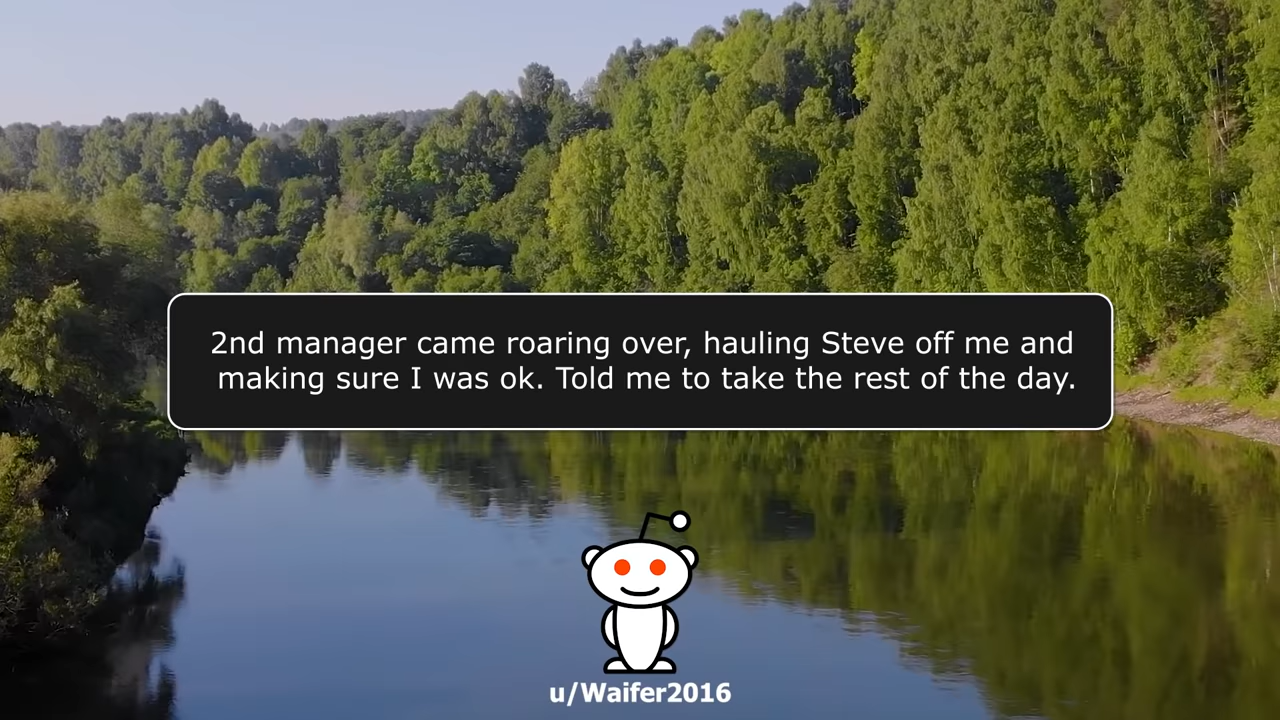 2nd manager came roaring over, hauling Steve off me and
making sure I was ok. Told me to take the rest of the day.
u/Waifer2016